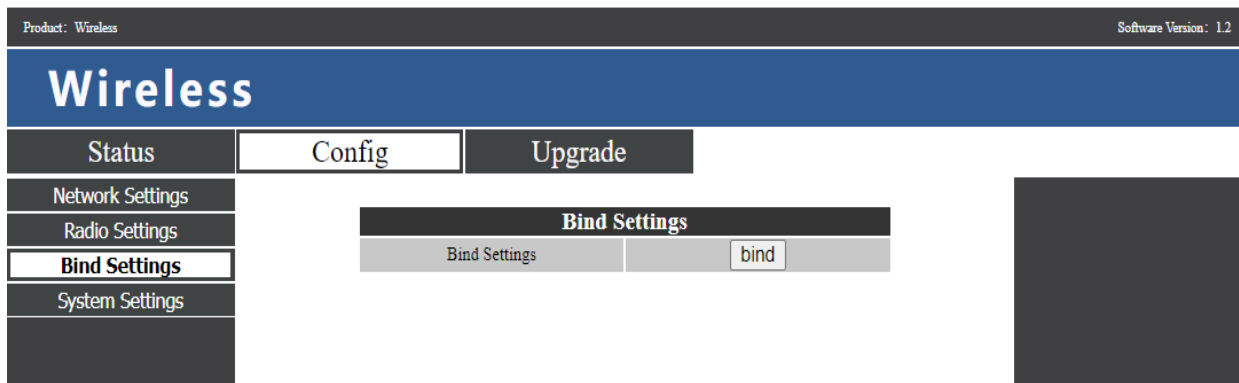 Product: Wireless
Software Version: 1.2
Wireless
Status
Config
Upgrade
Network Settings
Radio Settings
Bind Settings
System Settings
Bind Settings
Bind Settings
bind